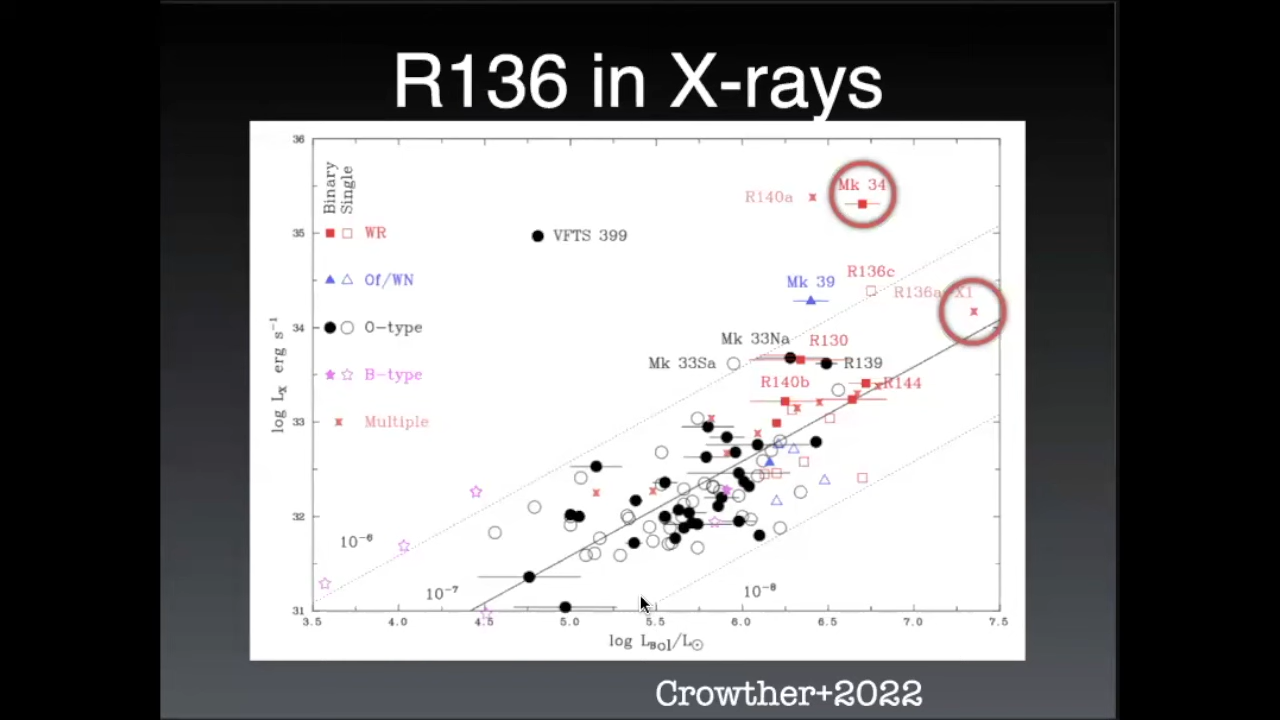 R136 in X-rays
36
35
34
33
32
31
log Lx erg s⁻¹
Binary
Single
WR
Of/WN
O-type
B-type
Multiple
VFTS 399
R140a
Mk 34
Mk 39
R136c
R136a X1
Mk 33Na
R130
Mk 33Sa
R139
R140b
R144
10⁻⁶
10⁻⁷
10⁻⁸
3.5 4.0 4.5 5.0 5.5 6.0 6.5 7.0 7.5
log LBol/L☉
Crowther+2022